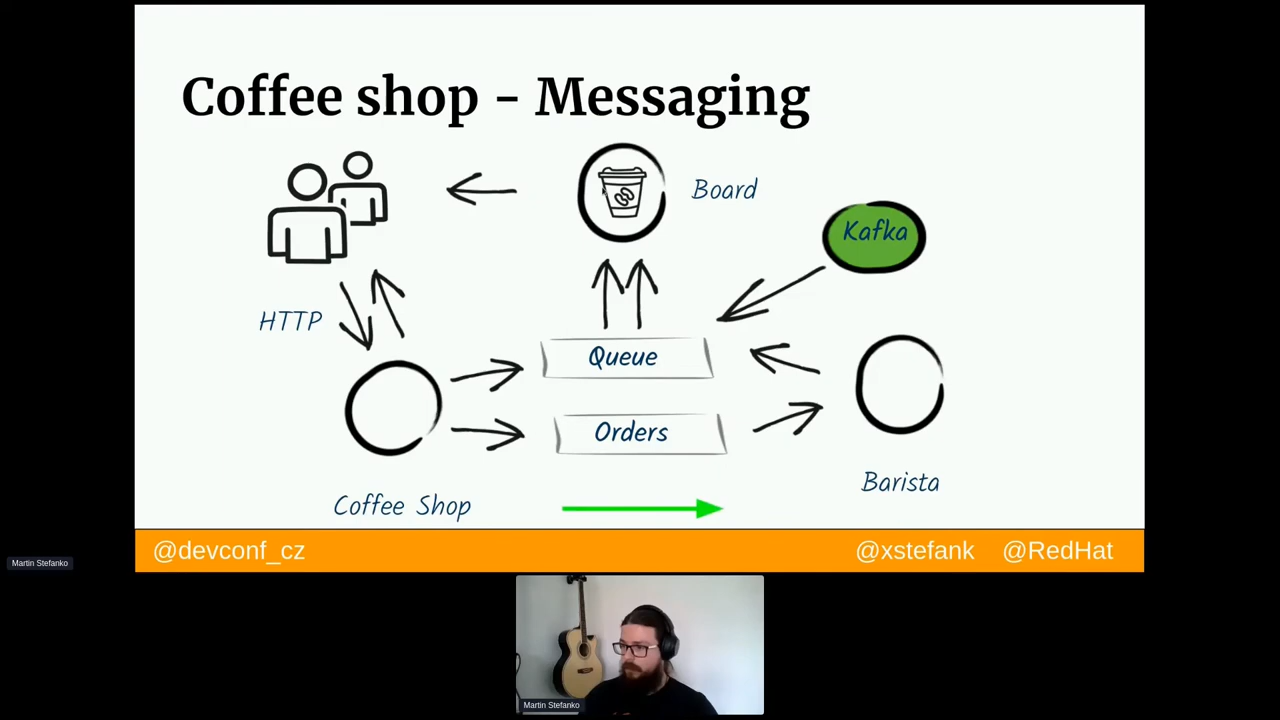 Coffee shop - Messaging
Board
Kafka
HTTP
Queue
Orders
Barista
Coffee Shop
@devconf_cz
@xstefank
@RedHat
Martin Stefanko
Martin Stefanko